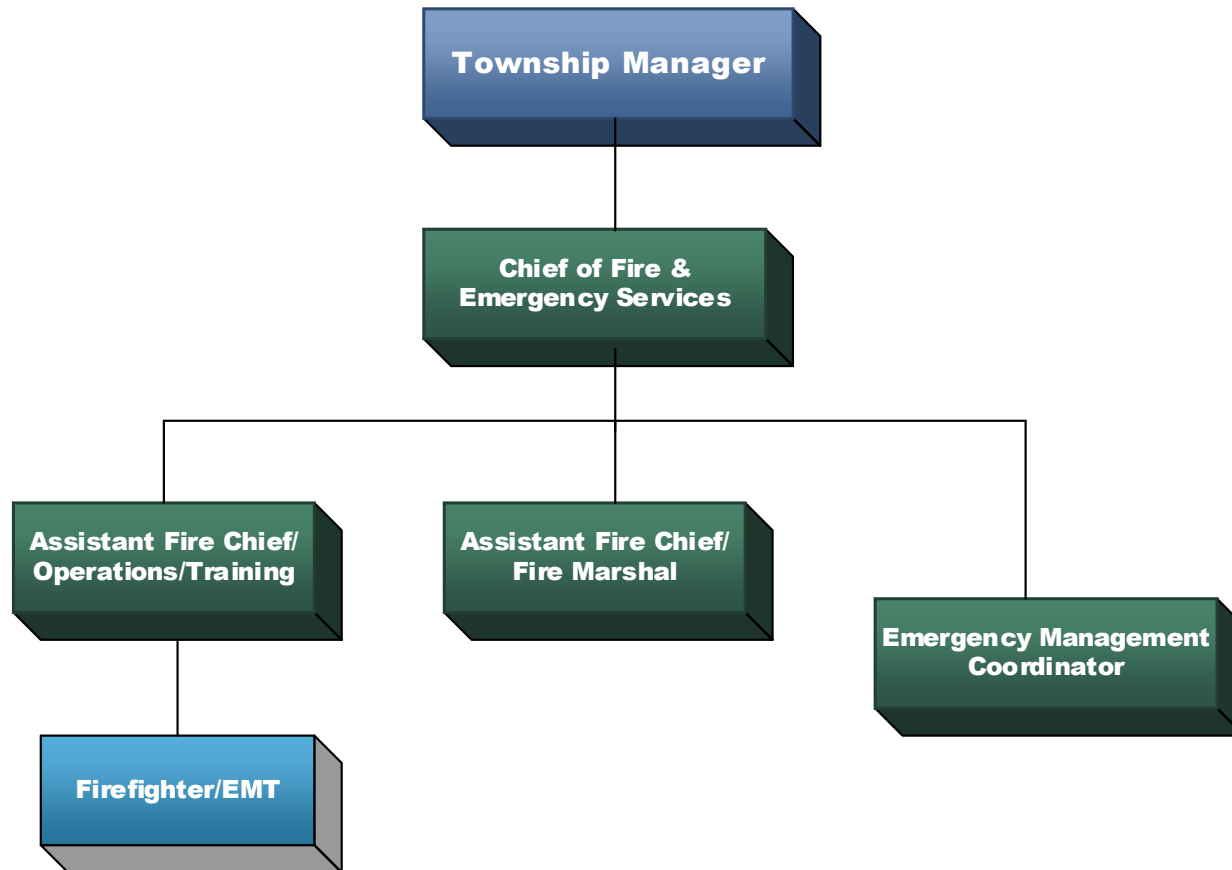 Township Manager
Chief of Fire &
Emergency Services
Assistant Fire Chief/
Operations/Training
Assistant Fire Chief/
Fire Marshal
Emergency Management
Coordinator
Firefighter/EMT